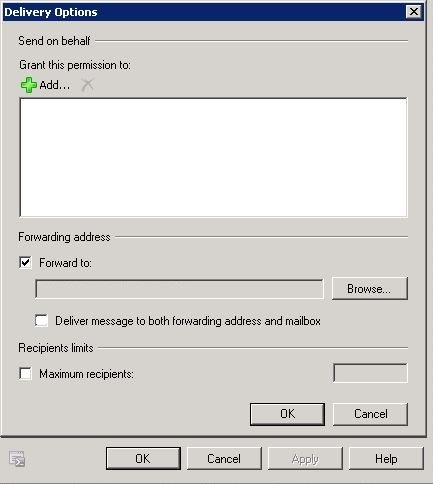 Delivery Options
Send on behalf
Grant this permission to:
Add...
Forwarding address
Forward to:
Browse...
Deliver message to both forwarding address and mailbox
Recipients limits
Maximum recipients:
OK Cancel
OK Cancel Apply Help